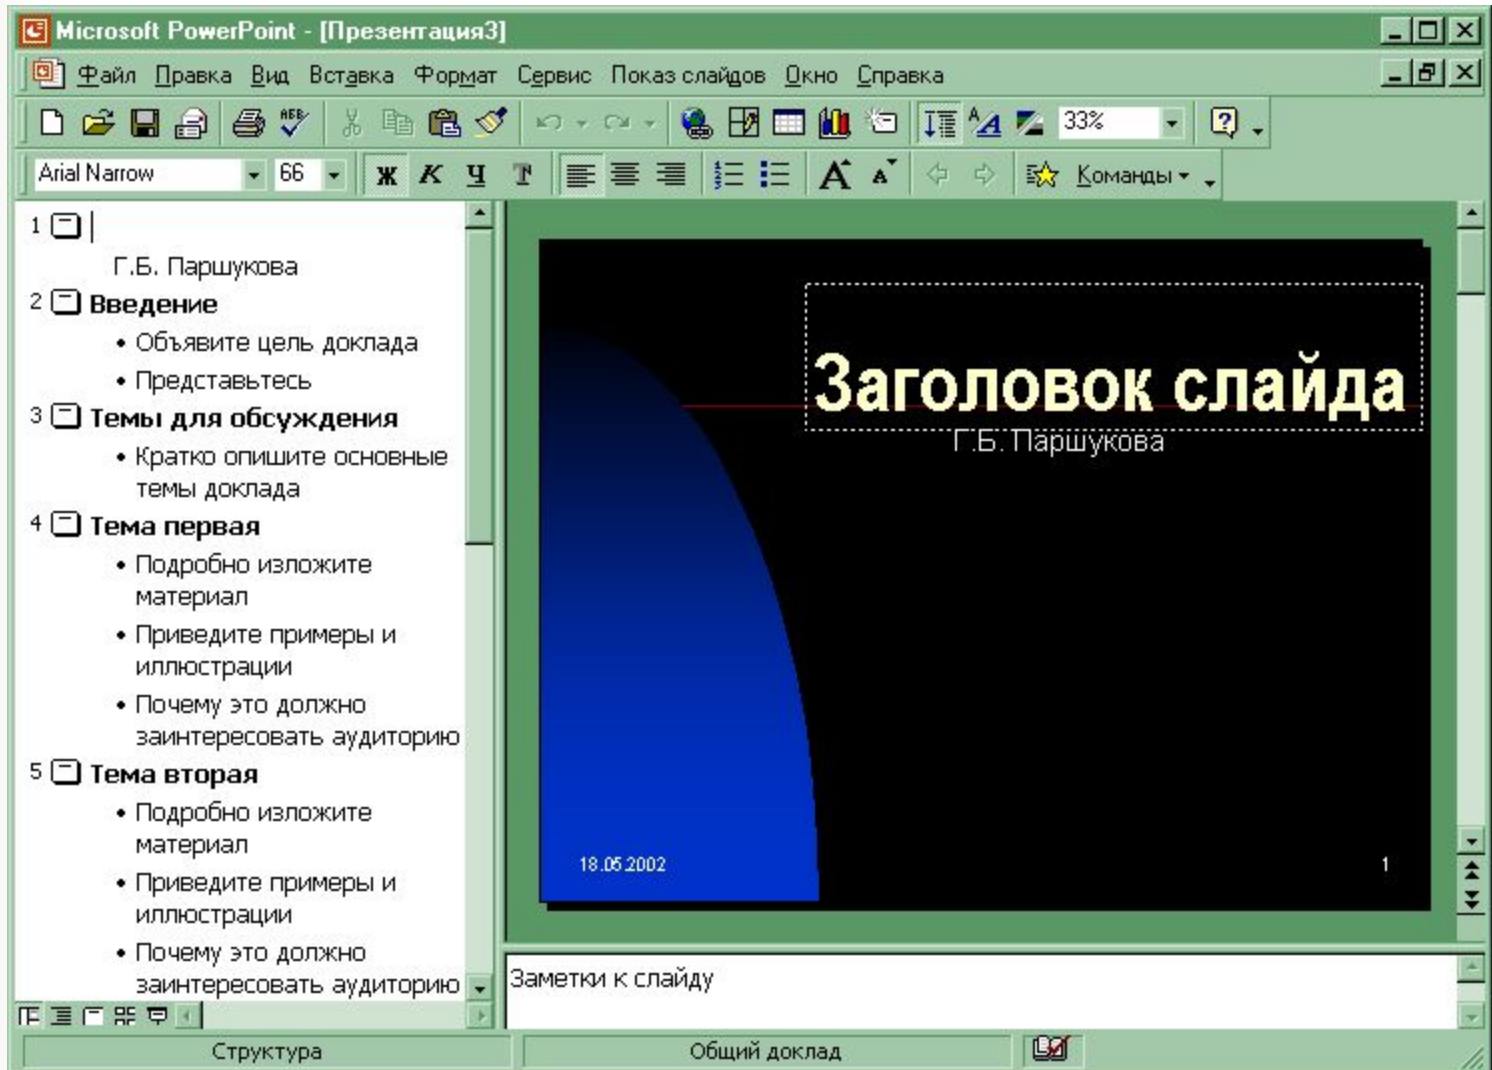 Microsoft PowerPoint - [Презентация3]
Файл Правка Вид Вставка Формат Сервис Показ слайдов Окно Справка
АБВ 33%
Arial Narrow 66 Ж К Ч Команды
1
Г.Б. Паршукова
2 Введение
• Объявите цель доклада
• Представьтесь
3 Темы для обсуждения
• Кратко опишите основные
темы доклада
4 Тема первая
• Подробно изложите
материал
• Приведите примеры и
иллюстрации
• Почему это должно
заинтересовать аудиторию
5 Тема вторая
• Подробно изложите
материал
• Приведите примеры и
иллюстрации
• Почему это должно
заинтересовать аудиторию
Заголовок слайда
Г.Б. Паршукова
18.05.2002 1
Заметки к слайду
Структура Общий доклад